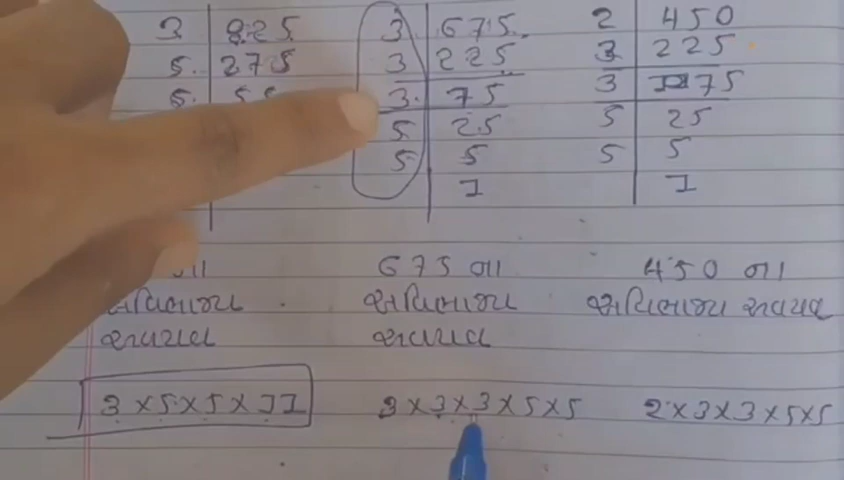 3 825 3 675 2 450
5 275 3 225 3 225
5 3 75 3 75
5 25 5 25
5 5 5 5
1 1
ના 675 ના 450 ના
અવિભાજ્ય અવિભાજ્ય અવિભાજ્ય અવયવ
અવયવ અવયવ
3 × 5 × 5 × 11 3 × 3 × 3 × 5 × 5 2 × 3 × 3 × 5 × 5